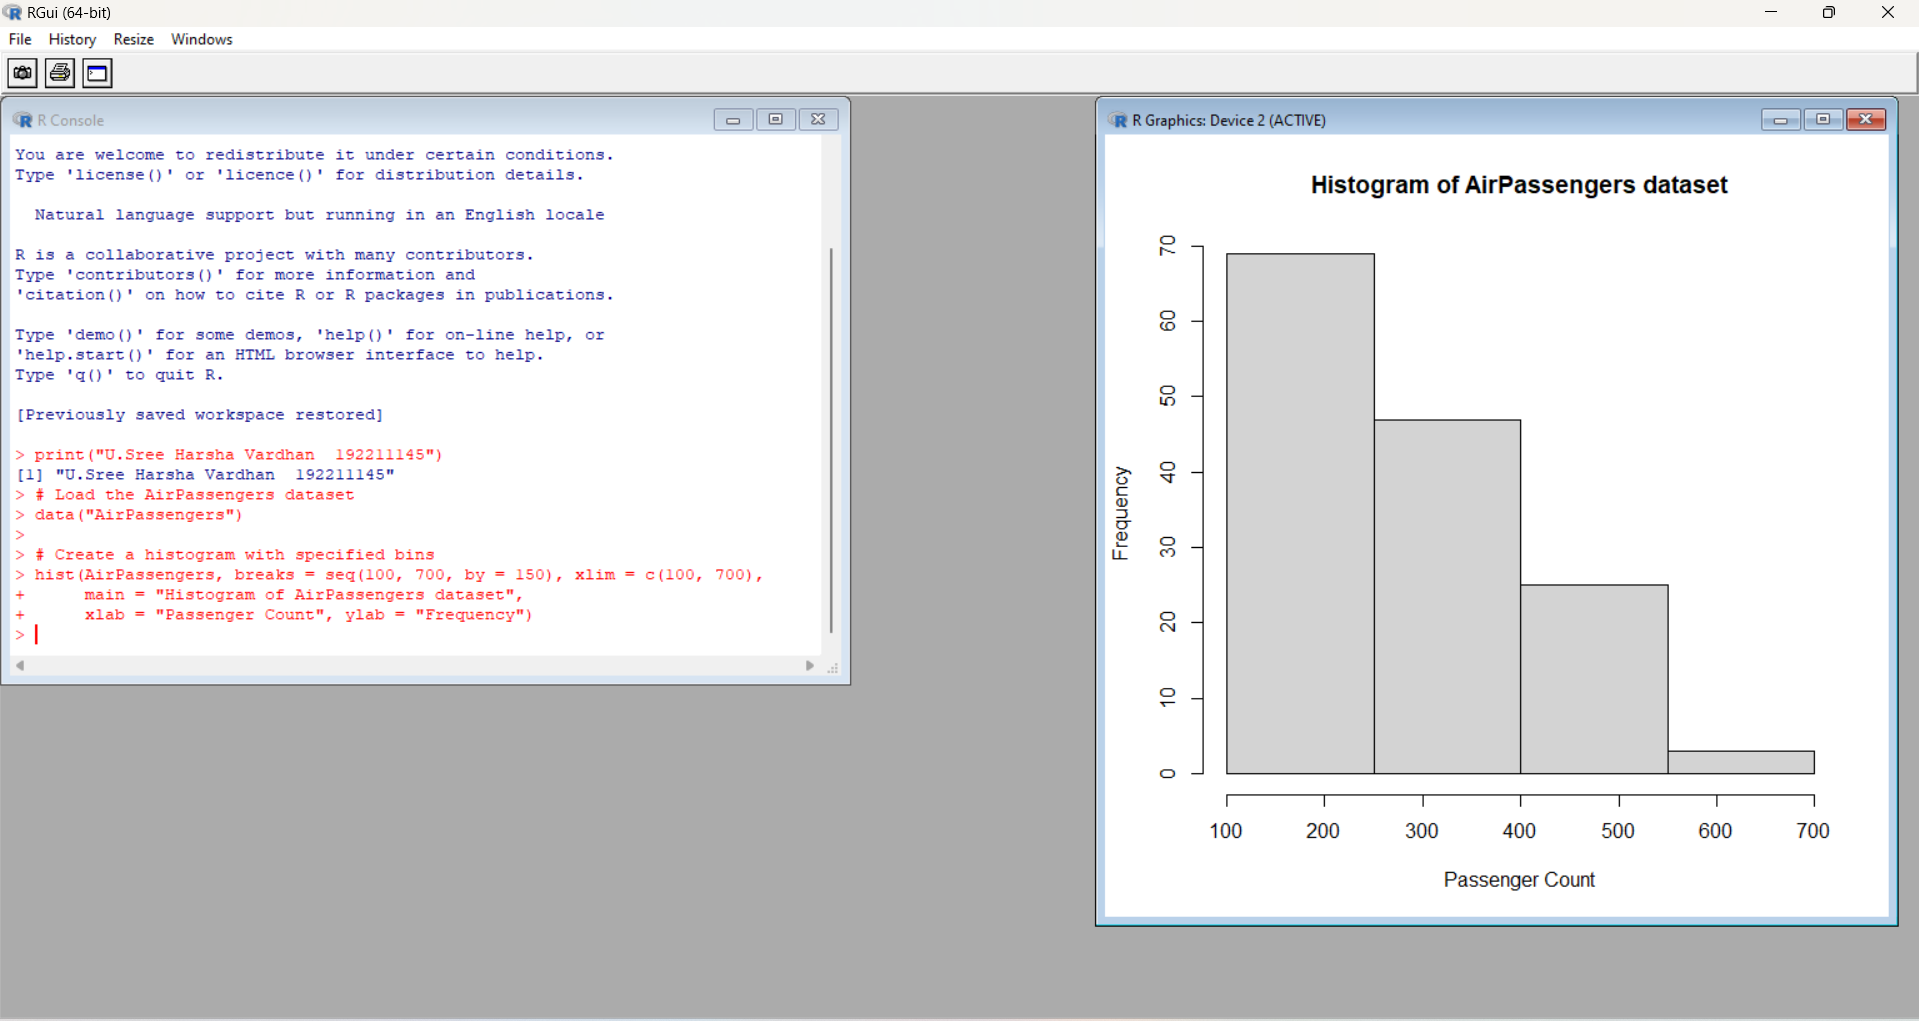 RGui (64-bit)
File History Resize Windows
R Console
You are welcome to redistribute it under certain conditions.
Type 'license()' or 'licence()' for distribution details.
Natural language support but running in an English locale
R is a collaborative project with many contributors.
Type 'contributors()' for more information and
'citation()' on how to cite R or R packages in publications.
Type 'demo()' for some demos, 'help()' for on-line help, or
'help.start()' for an HTML browser interface to help.
Type 'q()' to quit R.
[Previously saved workspace restored]
> print("U.Sree Harsha Vardhan  192211145")
[1] "U.Sree Harsha Vardhan  192211145"
> # Load the AirPassengers dataset
> data("AirPassengers")
>
> # Create a histogram with specified bins
> hist(AirPassengers, breaks = seq(100, 700, by = 150), xlim = c(100, 700),
+      main = "Histogram of AirPassengers dataset",
+      xlab = "Passenger Count", ylab = "Frequency")
>
R Graphics: Device 2 (ACTIVE)
Histogram of AirPassengers dataset
Frequency
70
60
50
40
30
20
10
0
100 200 300 400 500 600 700
Passenger Count